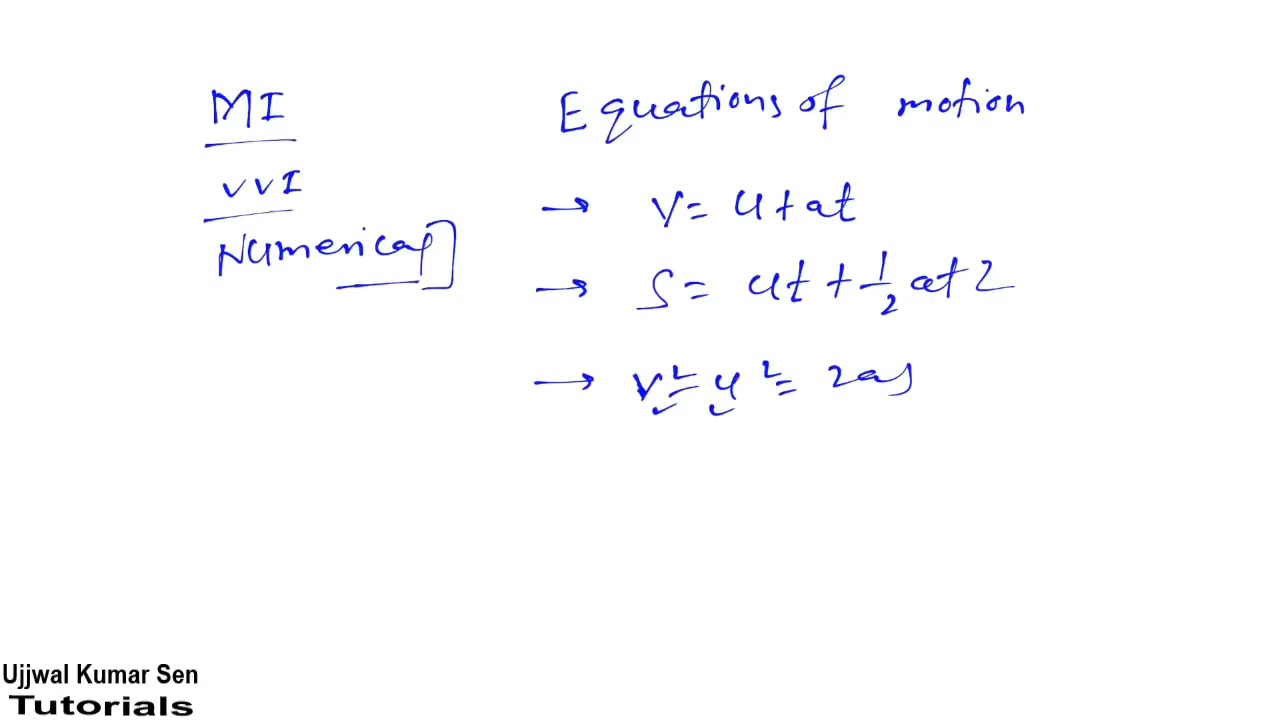 MI
VVI
Numerical]
Equations of motion
→ V = u + at
→ S = ut + 1/2 at2
→ v² - u² = 2as
Ujjwal Kumar Sen
Tutorials